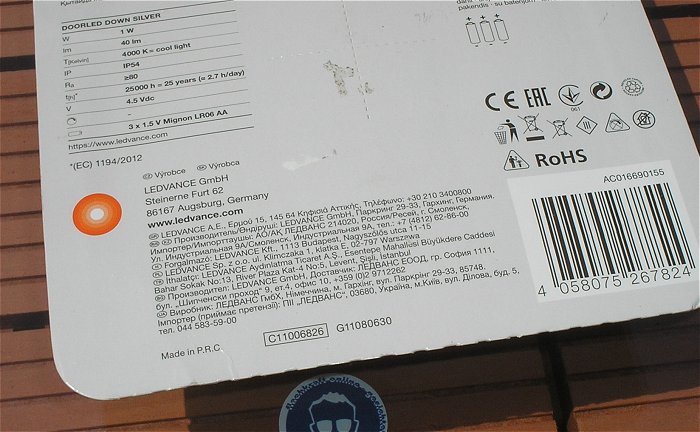 DOORLED DOWN SILVER
W 1 W
lm 40 lm
T[Kelvin] 4000 K = cool light
IP IP54
Ra ≥80
t[h]* 25000 h = 25 years (= 2.7 h/day)
V 4.5 Vdc
-
3 x 1.5 V Mignon LR06 AA
https://www.ledvance.com
*(EC) 1194/2012
Výrobce Výrobca
LEDVANCE GmbH
Steinerne Furt 62
86167 Augsburg, Germany
www.ledvance.com
LEDVANCE A.E., Ερμού 15, 145 64 Κηφισιά Αττικής, Τηλέφωνο: +30 210 3400800
Производитель/Өндіруші: LEDVANCE GmbH, Паркринг 29-33, Гархинг, Германия.
Импортер/Импорттаушы: АО/АҚ ЛЕДВАНС 214020, Россия/Ресей, г. Смоленск,
Ул. Индустриальная 9А/Смоленск, Индустриальная 9А, тел. +7 (4812) 62-86-00
Forgalmazó: LEDVANCE Kft., 1113 Budapest, Nagyszőlős utca 11-15
LEDVANCE Sp. z o.o. ul. Klimczaka 1, klatka E, 02-797 Warszawa
İthalatçı: LEDVANCE Aydınlatma Ticaret A.Ş., Esentepe Mahallesi Büyükdere Caddesi
Bahar Sokak No:13, River Plaza Kat-4 No:5, Levent, Şişli, İstanbul
Производител: LEDVANCE GmbH, Доставчик: ЛЕДВАНС ЕООД, гр. София 1111,
бул. „Шипченски проход“ 9, ет.4, офис 10, +359 (0)2 9712262
Виробник: ЛЕДВАНС ГмбХ, Німеччина, м. Гархінг, вул. Паркрінг 29-33, 85748.
Імпортер (приймає претензії): ПІІ „ЛЕДВАНС“, 03680, Україна, м.Київ, вул. Ділова, буд. 5,
тел. 044 583-59-00
Made in P.R.C. C11006826 G11080630
pakendis
CE EAC
061
RoHS
AC016690155
4 058075 267824